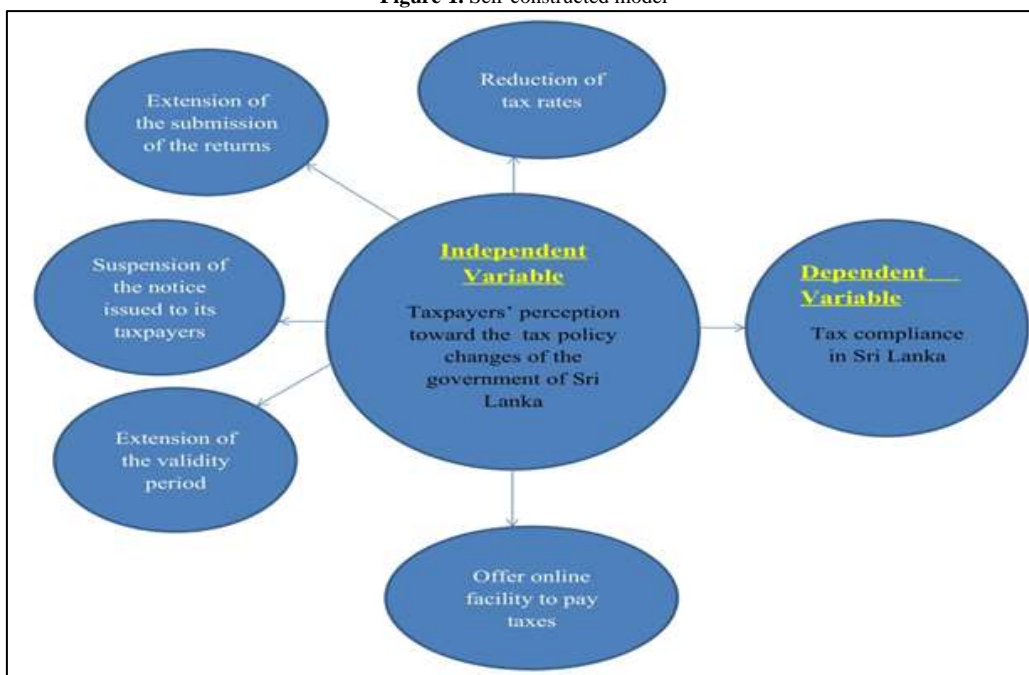 Figure 1. Self-constructed model
Reduction of
tax rates
Extension of
the submission
of the returns
Suspension of
the notice
issued to its
taxpayers
Extension of
the validity
period
Independent
Variable
Taxpayers’ perception
toward the tax policy
changes of the
government of Sri
Lanka
Dependent
Variable
Tax compliance
in Sri Lanka
Offer online
facility to pay
taxes